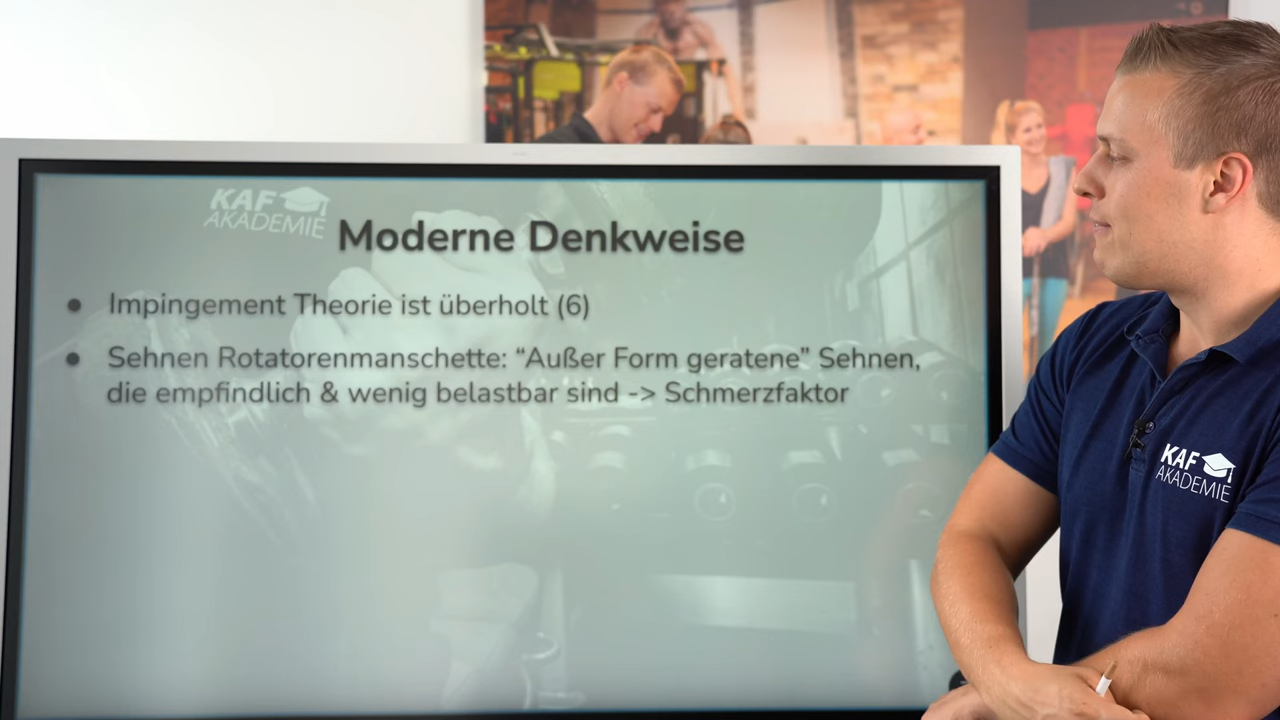 KAF
AKADEMIE
Moderne Denkweise
● Impingement Theorie ist überholt (6)
● Sehnen Rotatorenmanschette: “Außer Form geratene” Sehnen,
die empfindlich & wenig belastbar sind -> Schmerzfaktor
KAF
AKADEMIE